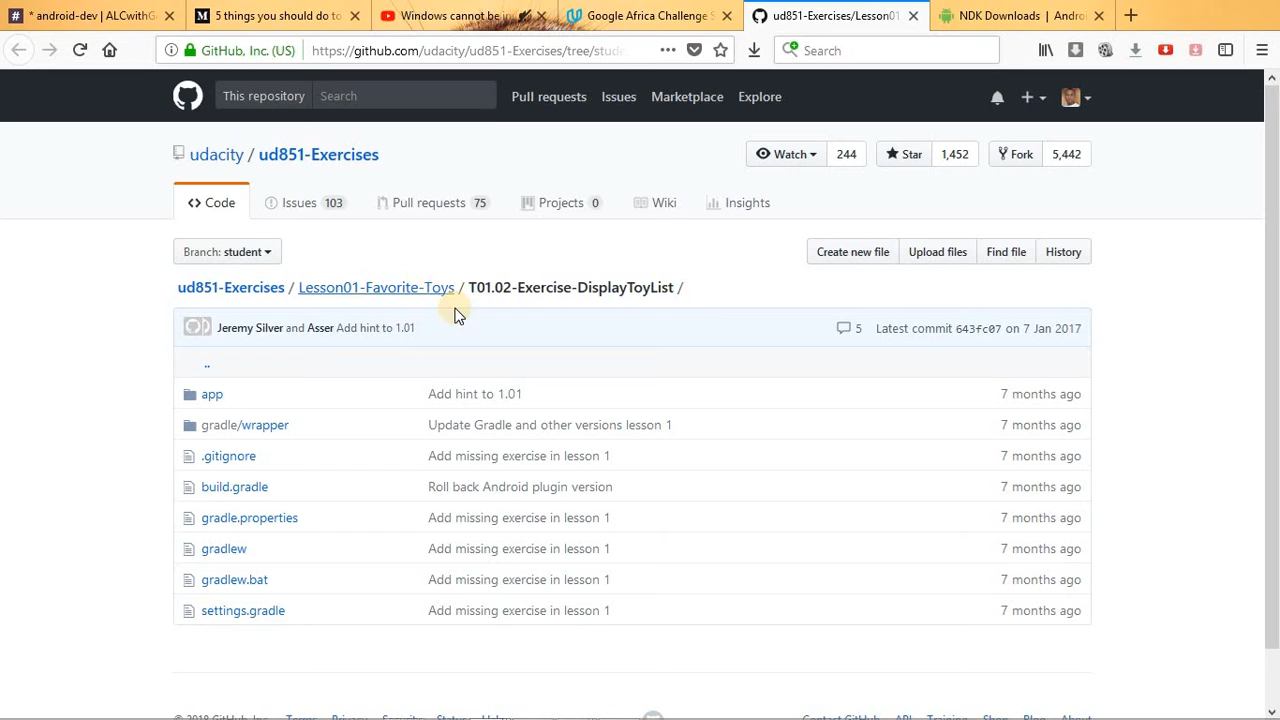 * android-dev | ALCwithG
5 things you should do to
Windows cannot be in
Google Africa Challenge S
ud851-Exercises/Lesson01
NDK Downloads | Andro
GitHub, Inc. (US)
https://github.com/udacity/ud851-Exercises/tree/stude
Search
This repository
Search
Pull requests
Issues
Marketplace
Explore
udacity / ud851-Exercises
Watch
244
Star
1,452
Fork
5,442
Code
Issues 103
Pull requests 75
Projects 0
Wiki
Insights
Branch: student
Create new file
Upload files
Find file
History
ud851-Exercises / Lesson01-Favorite-Toys / T01.02-Exercise-DisplayToyList /
Jeremy Silver and Asser Add hint to 1.01
5
Latest commit 643fc07 on 7 Jan 2017
..
app
Add hint to 1.01
7 months ago
gradle/wrapper
Update Gradle and other versions lesson 1
7 months ago
.gitignore
Add missing exercise in lesson 1
7 months ago
build.gradle
Roll back Android plugin version
7 months ago
gradle.properties
Add missing exercise in lesson 1
7 months ago
gradlew
Add missing exercise in lesson 1
7 months ago
gradlew.bat
Add missing exercise in lesson 1
7 months ago
settings.gradle
Add missing exercise in lesson 1
7 months ago